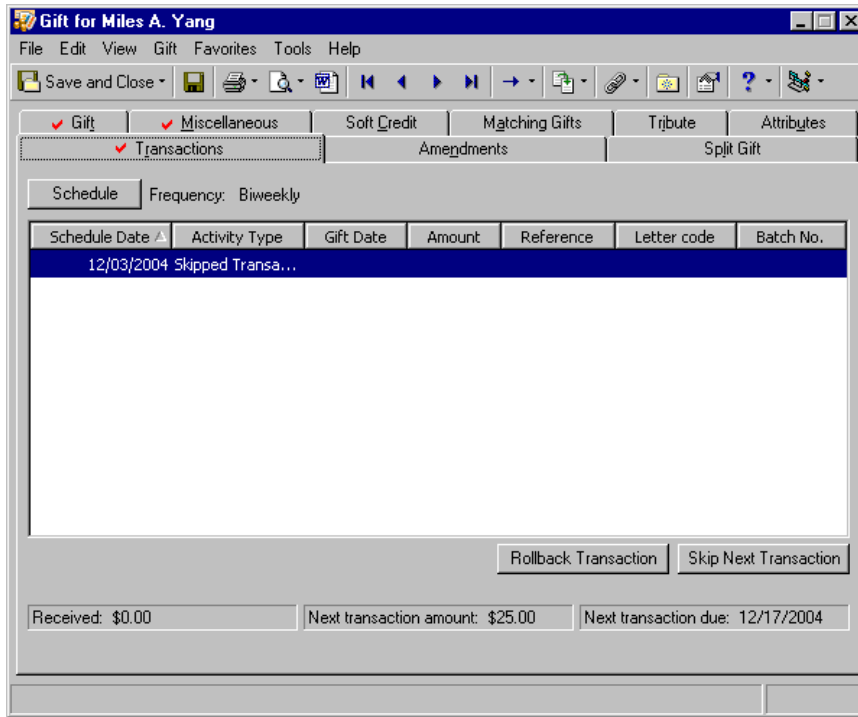 Gift for Miles A. Yang
File Edit View Gift Favorites Tools Help
Save and Close
Gift Miscellaneous Soft Credit Matching Gifts Tribute Attributes
Transactions Amendments Split Gift
Schedule Frequency: Biweekly
Schedule Date Activity Type Gift Date Amount Reference Letter code Batch No.
12/03/2004 Skipped Transa...
Rollback Transaction Skip Next Transaction
Received: $0.00 Next transaction amount: $25.00 Next transaction due: 12/17/2004